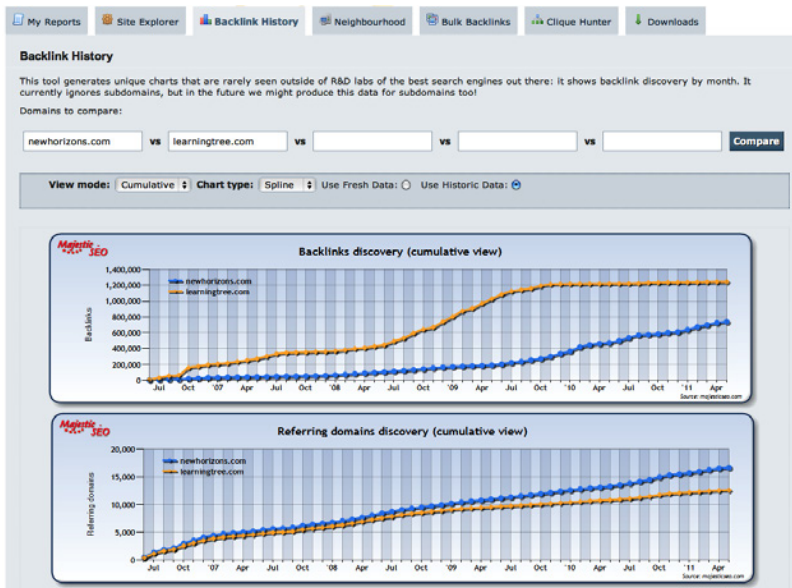 My Reports Site Explorer Backlink History Neighbourhood Bulk Backlinks Clique Hunter Downloads
Backlink History
This tool generates unique charts that are rarely seen outside of R&D labs of the best search engines out there: it shows backlink discovery by month. It
currently ignores subdomains, but in the future we might produce this data for subdomains too!
Domains to compare:
newhorizons.com vs learningtree.com vs vs vs Compare
View mode: Cumulative Chart type: Spline Use Fresh Data: Use Historic Data:
Majestic SEO
Backlinks discovery (cumulative view)
1,400,000
1,200,000
1,000,000
800,000
600,000
400,000
200,000
0
Backlinks
newhorizons.com
learningtree.com
Jul Oct '07 Apr Jul Oct '08 Apr Jul Oct '09 Apr Jul Oct '10 Apr Jul Oct '11 Apr
Source: majesticseo.com
Majestic SEO
Referring domains discovery (cumulative view)
20,000
15,000
10,000
5,000
0
Referring domains
newhorizons.com
learningtree.com
Jul Oct '07 Apr Jul Oct '08 Apr Jul Oct '09 Apr Jul Oct '10 Apr Jul Oct '11 Apr
Source: majesticseo.com